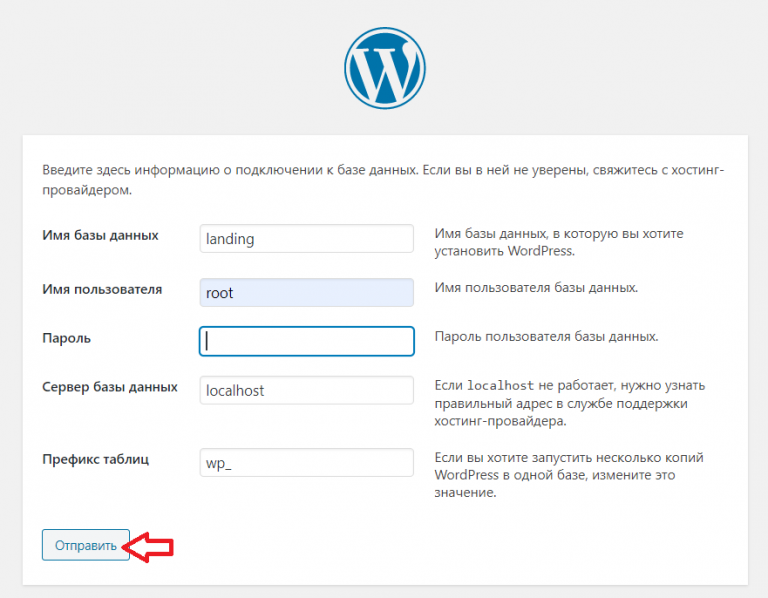 Введите здесь информацию о подключении к базе данных. Если вы в ней не уверены, свяжитесь с хостинг-
провайдером.
Имя базы данных
landing
Имя базы данных, в которую вы хотите
установить WordPress.
Имя пользователя
root
Имя пользователя базы данных.
Пароль
Пароль пользователя базы данных.
Сервер базы данных
localhost
Если localhost не работает, нужно узнать
правильный адрес в службе поддержки
хостинг-провайдера.
Префикс таблиц
wp_
Если вы хотите запустить несколько копий
WordPress в одной базе, измените это
значение.
Отправить